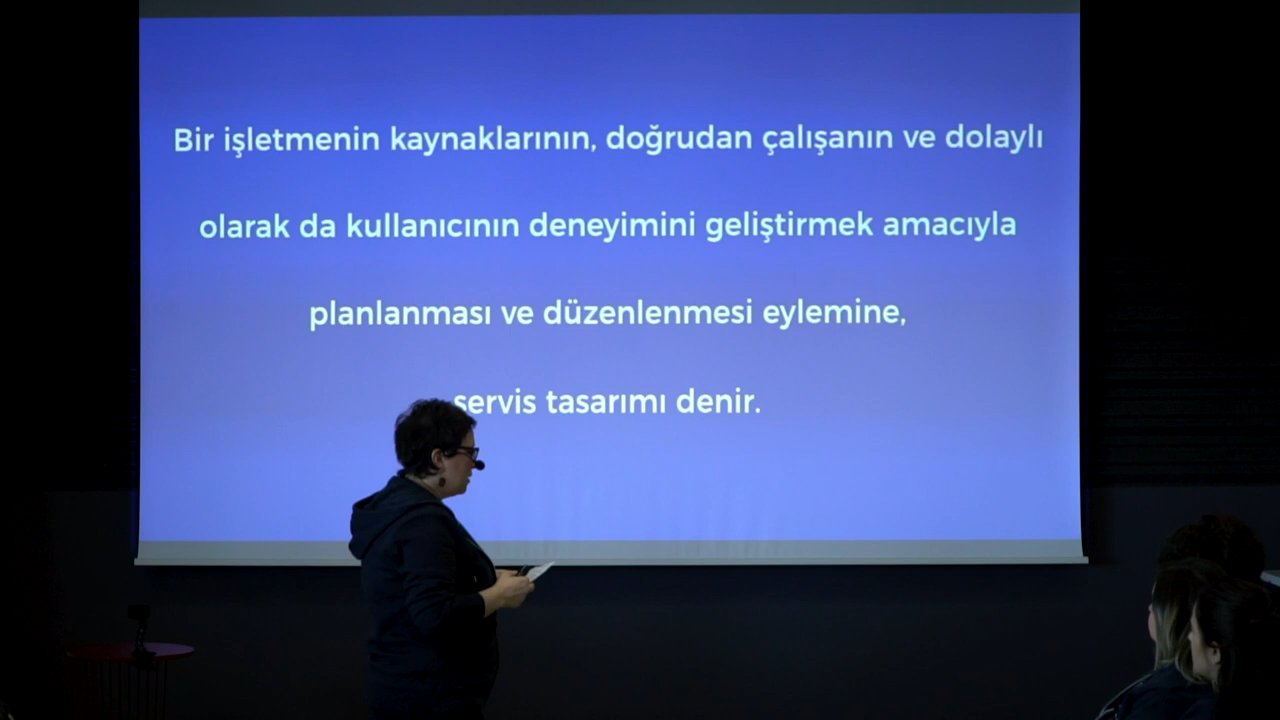 Bir işletmenin kaynaklarının, doğrudan çalışanın ve dolaylı
olarak da kullanıcının deneyimini geliştirmek amacıyla
planlanması ve düzenlenmesi eylemine,
servis tasarımı denir.